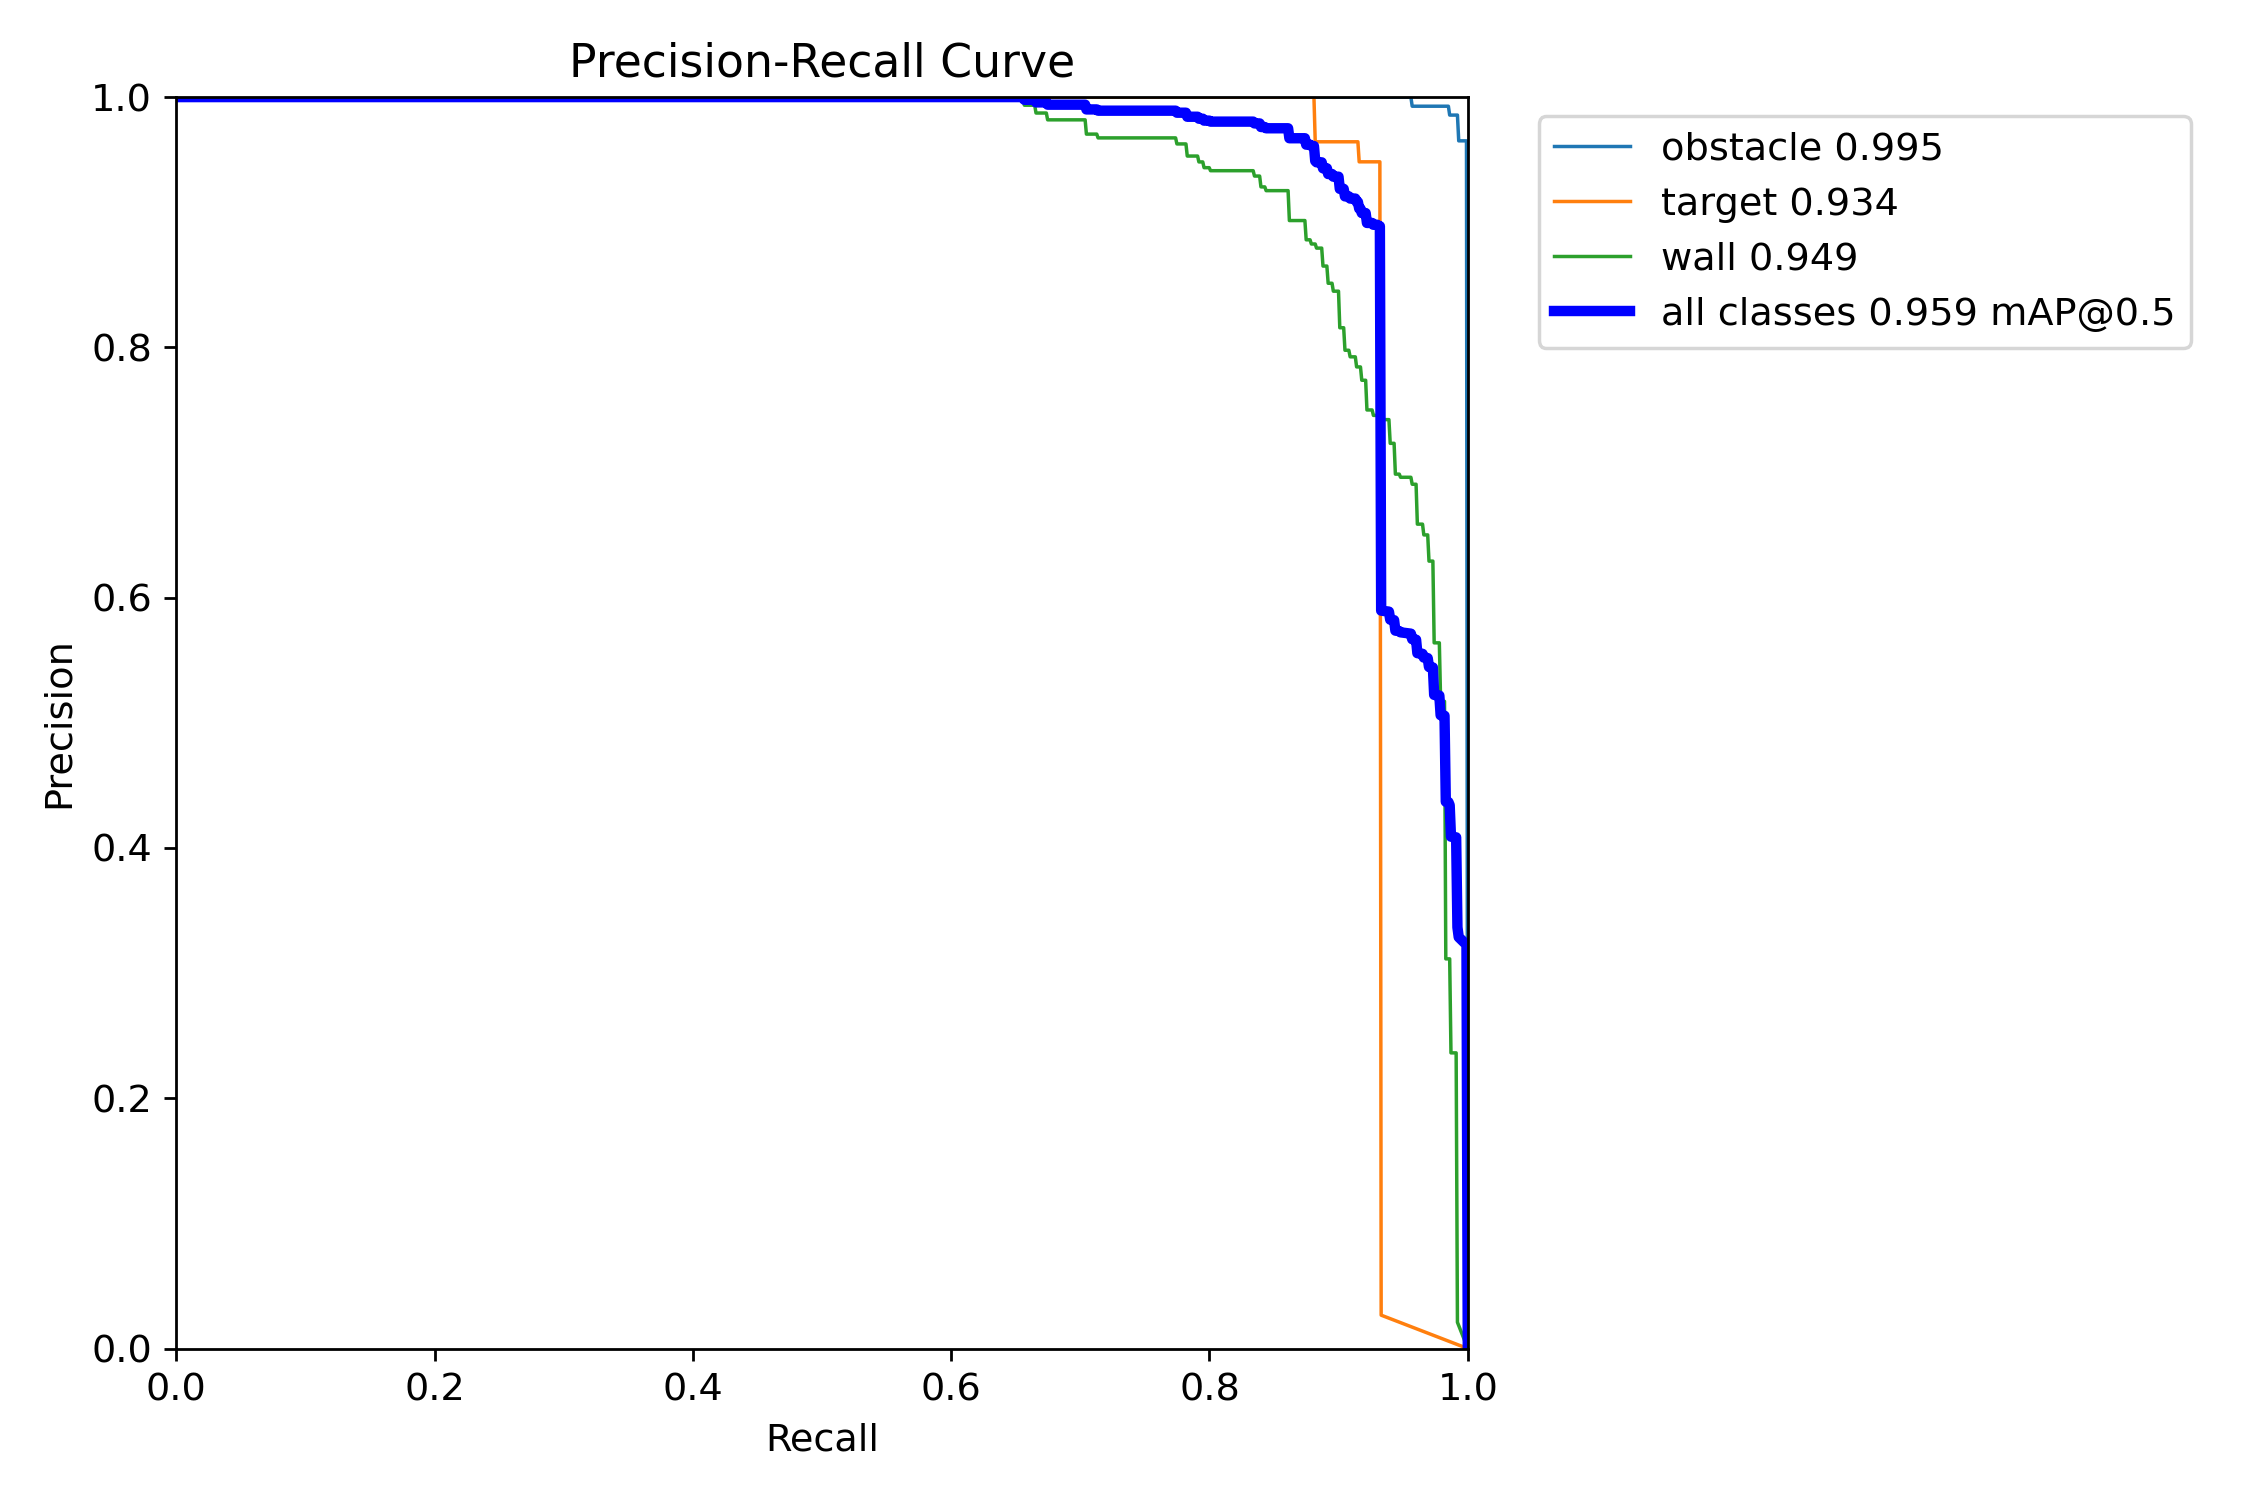 Precision-Recall Curve
1.0
0.8
0.6
0.4
0.2
0.0
Precision
0.0 0.2 0.4 0.6 0.8 1.0
Recall
obstacle 0.995
target 0.934
wall 0.949
all classes 0.959 mAP@0.5